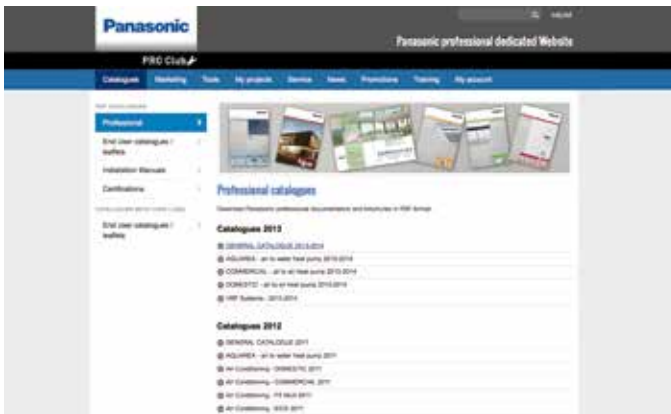 Panasonic
Panasonic professional dedicated Website
PRO Club
Catalogues Marketing Tools My projects Service News Promotions Training My account
Professional
End User catalogues / leaflets
Installation Manuals
Certifications
End user catalogues / leaflets
Professional catalogues
Download Panasonic professional documentation and brochures in PDF format
Catalogues 2013
GENERAL CATALOGUE 2013-2014
AQUAREA - air to water heat pump 2013-2014
COMMERCIAL - air to air heat pump 2013-2014
DOMESTIC - air to air heat pump 2013-2014
VRF Systems - 2013-2014
Catalogues 2012
GENERAL CATALOGUE 2011
AQUAREA - air to water heat pump 2011
Air Conditioning - DOMESTIC 2011
Air Conditioning - COMMERCIAL 2011
Air Conditioning - 2011
Air Conditioning - 2011